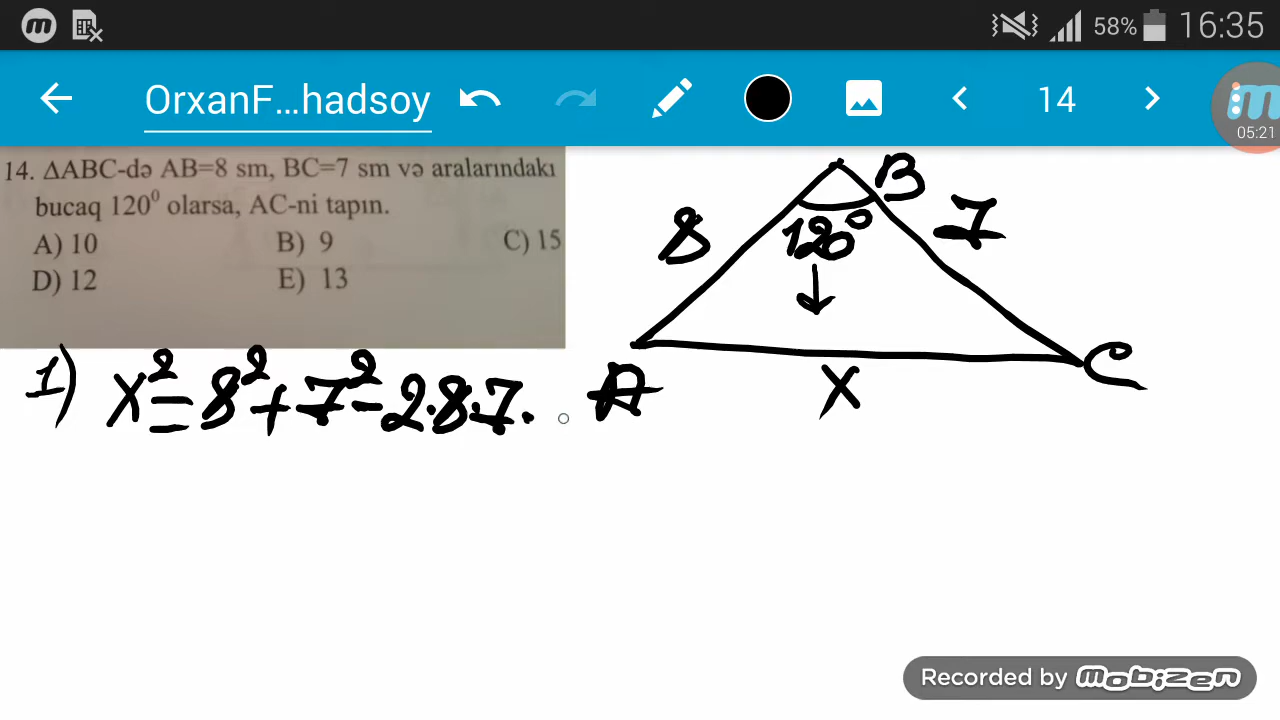 58% 16:35
OrxanF...hadsoy 14
05:21
14. ΔABC-də AB=8 sm, BC=7 sm və aralarındakı
bucaq 120⁰ olarsa, AC-ni tapın.
A) 10 B) 9 C) 15
D) 12 E) 13
B
8 120⁰ 7
A X C
1) X²=8²+7²-2·8·7·
Recorded by mobizen